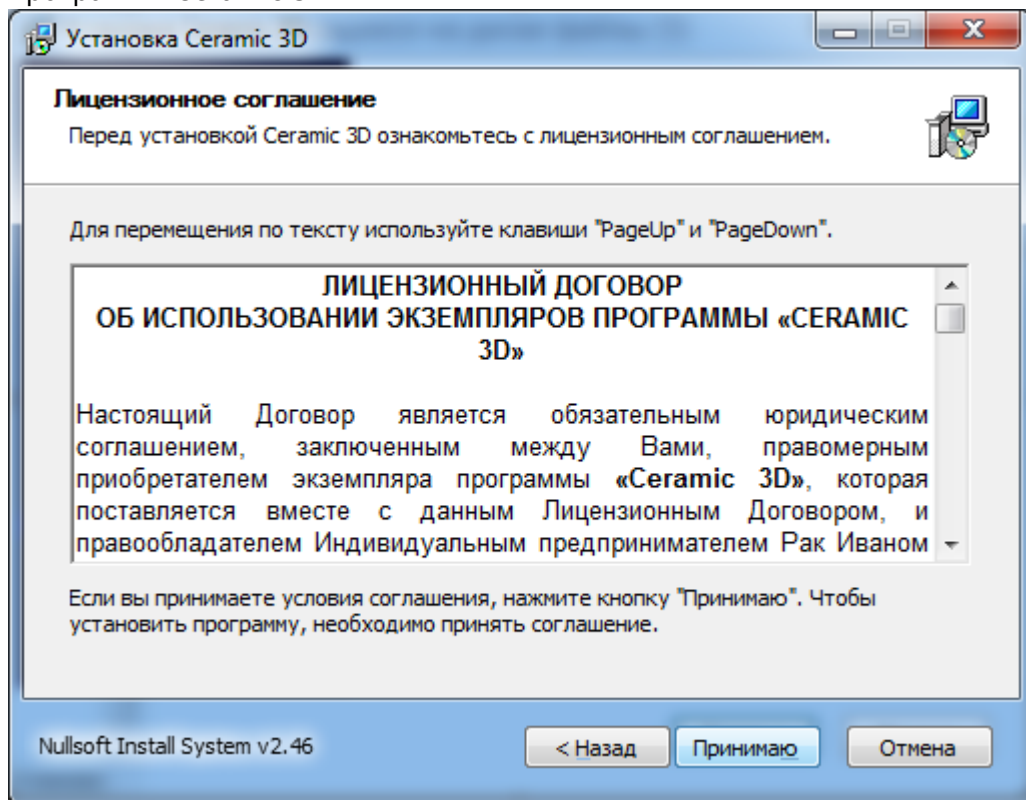 Установка Ceramic 3D
Лицензионное соглашение
Перед установкой Ceramic 3D ознакомьтесь с лицензионным соглашением.
Для перемещения по тексту используйте клавиши "PageUp" и "PageDown".
ЛИЦЕНЗИОННЫЙ ДОГОВОР
ОБ ИСПОЛЬЗОВАНИИ ЭКЗЕМПЛЯРОВ ПРОГРАММЫ «CERAMIC
3D»
Настоящий Договор является обязательным юридическим
соглашением, заключенным между Вами, правомерным
приобретателем экземпляра программы «Ceramic 3D», которая
поставляется вместе с данным Лицензионным Договором, и
правообладателем Индивидуальным предпринимателем Рак Иваном
Если вы принимаете условия соглашения, нажмите кнопку "Принимаю". Чтобы
установить программу, необходимо принять соглашение.
Nullsoft Install System v2.46
< Назад Принимаю Отмена